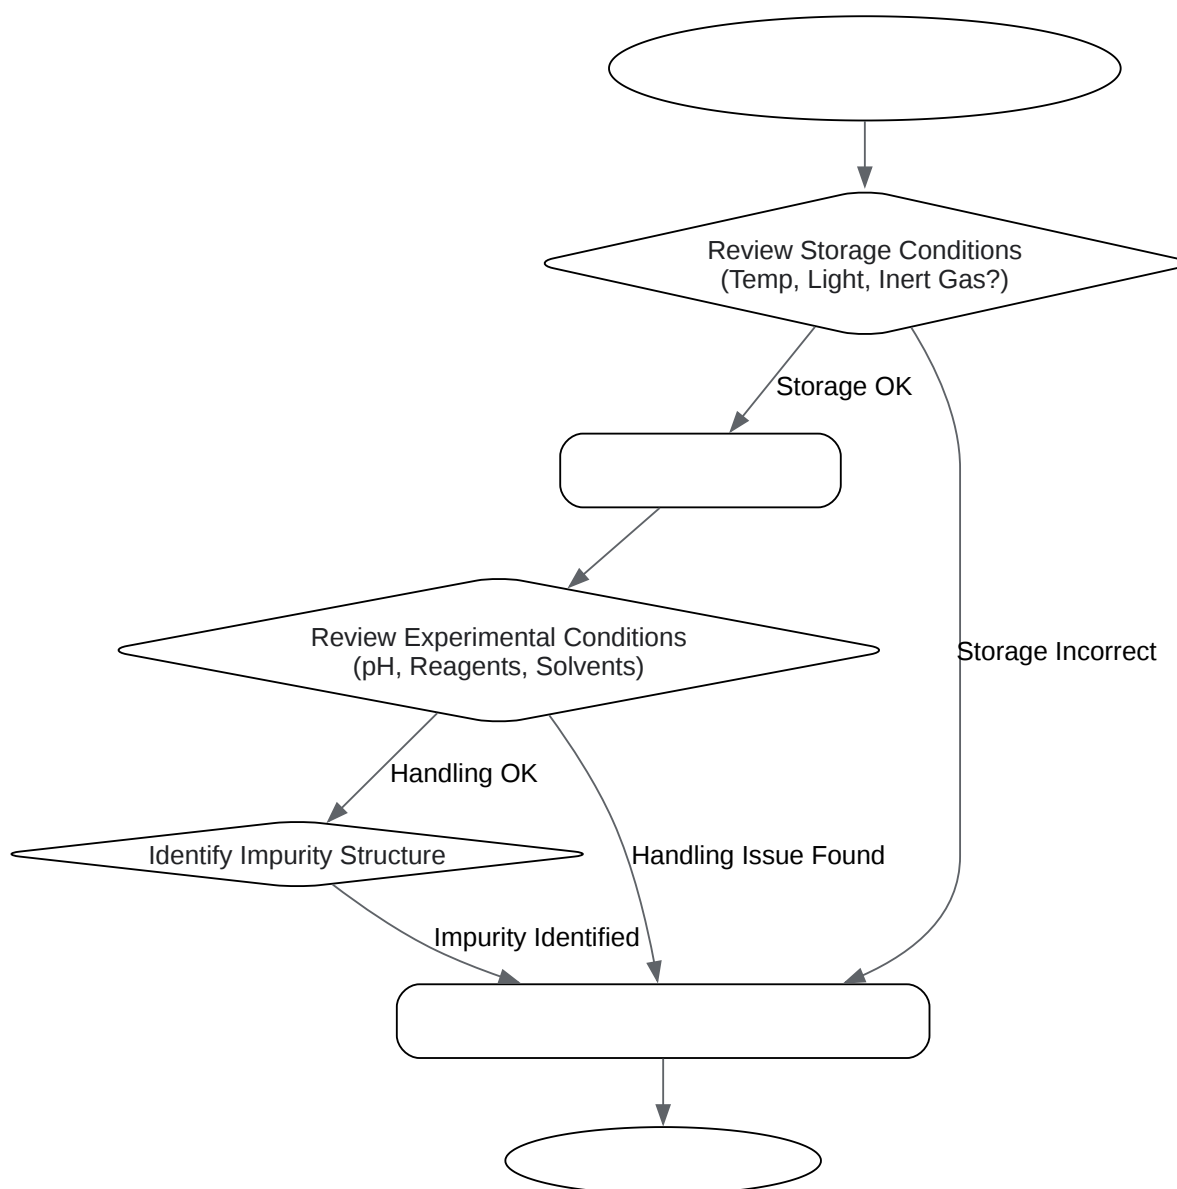 Review Storage Conditions
(Temp, Light, Inert Gas?)
Storage OK
Review Experimental Conditions
(pH, Reagents, Solvents)
Storage Incorrect
Handling OK
Identify Impurity Structure
Handling Issue Found
Impurity Identified